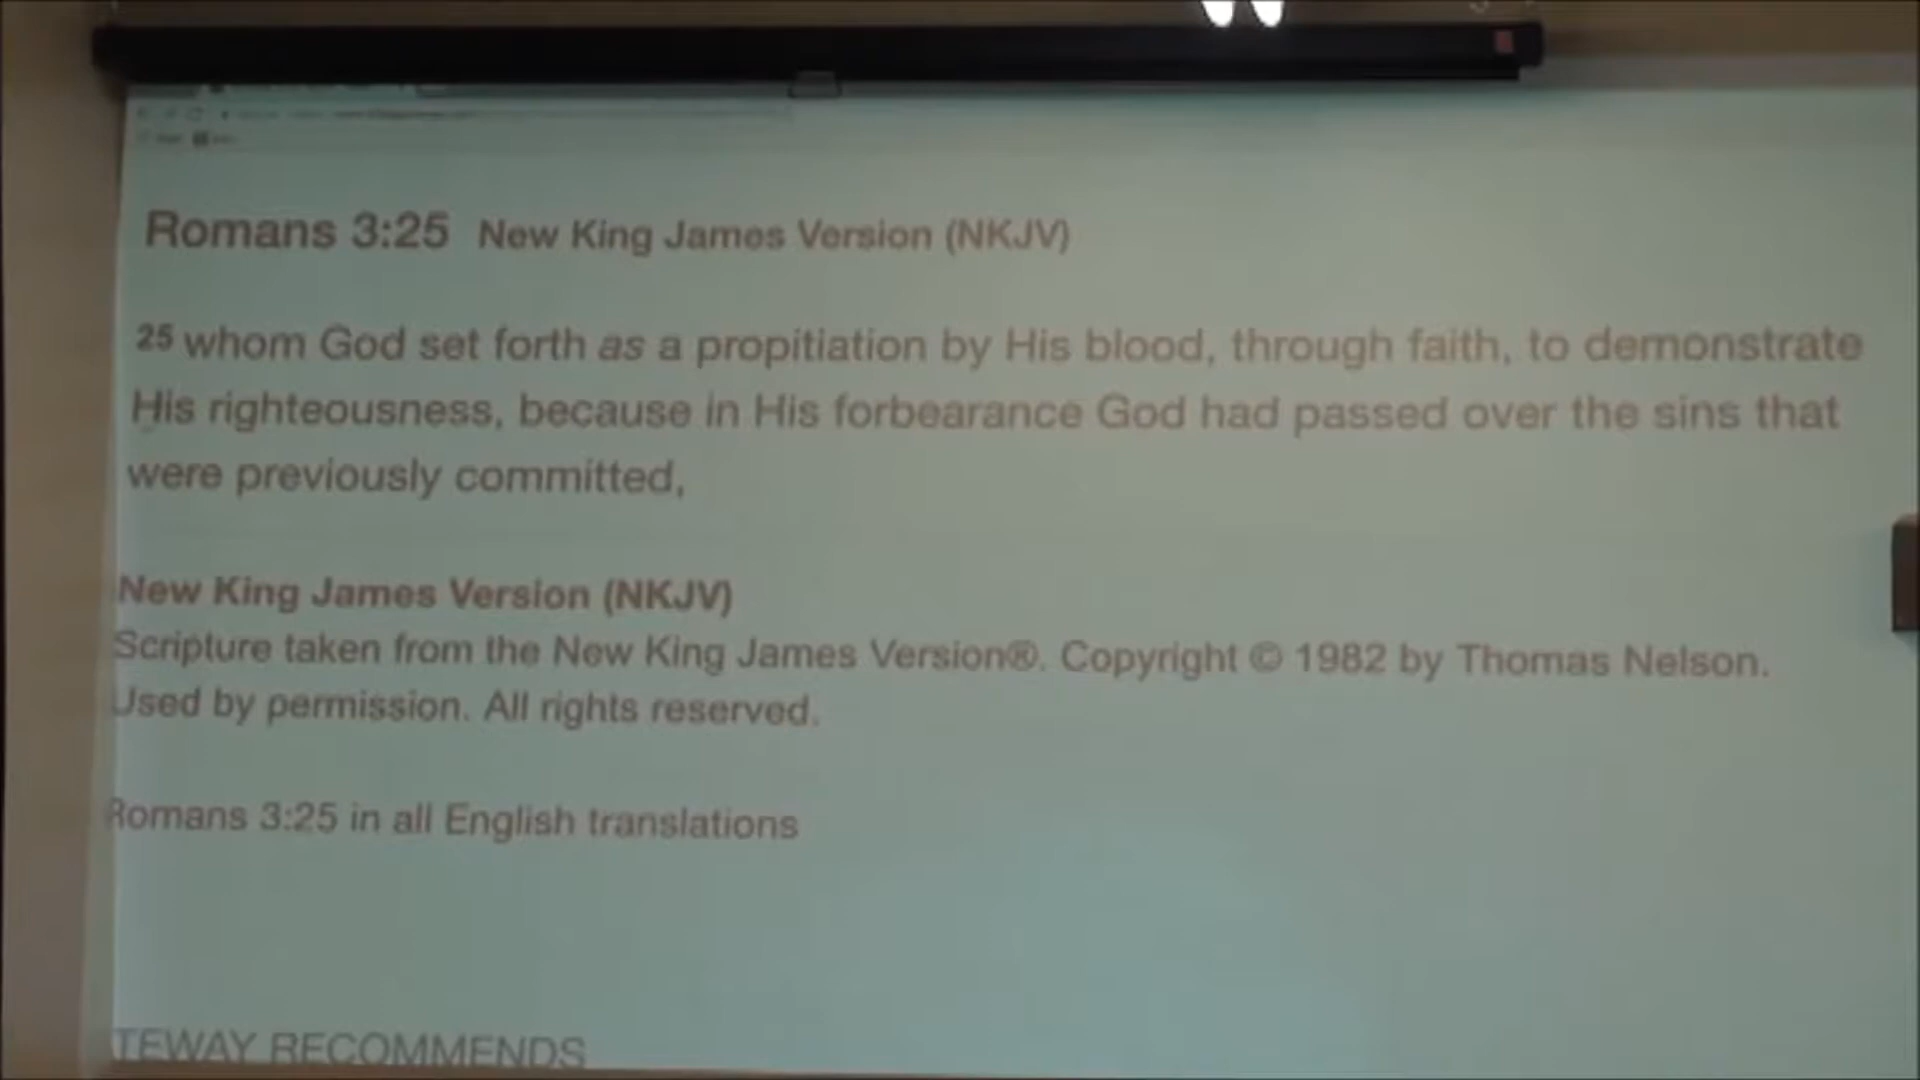 Romans 3:25 New King James Version (NKJV)
25 whom God set forth as a propitiation by His blood, through faith, to demonstrate
His righteousness, because in His forbearance God had passed over the sins that
were previously committed,
New King James Version (NKJV)
Scripture taken from the New King James Version®. Copyright © 1982 by Thomas Nelson.
Used by permission. All rights reserved.
Romans 3:25 in all English translations
TEWAY RECOMMENDS